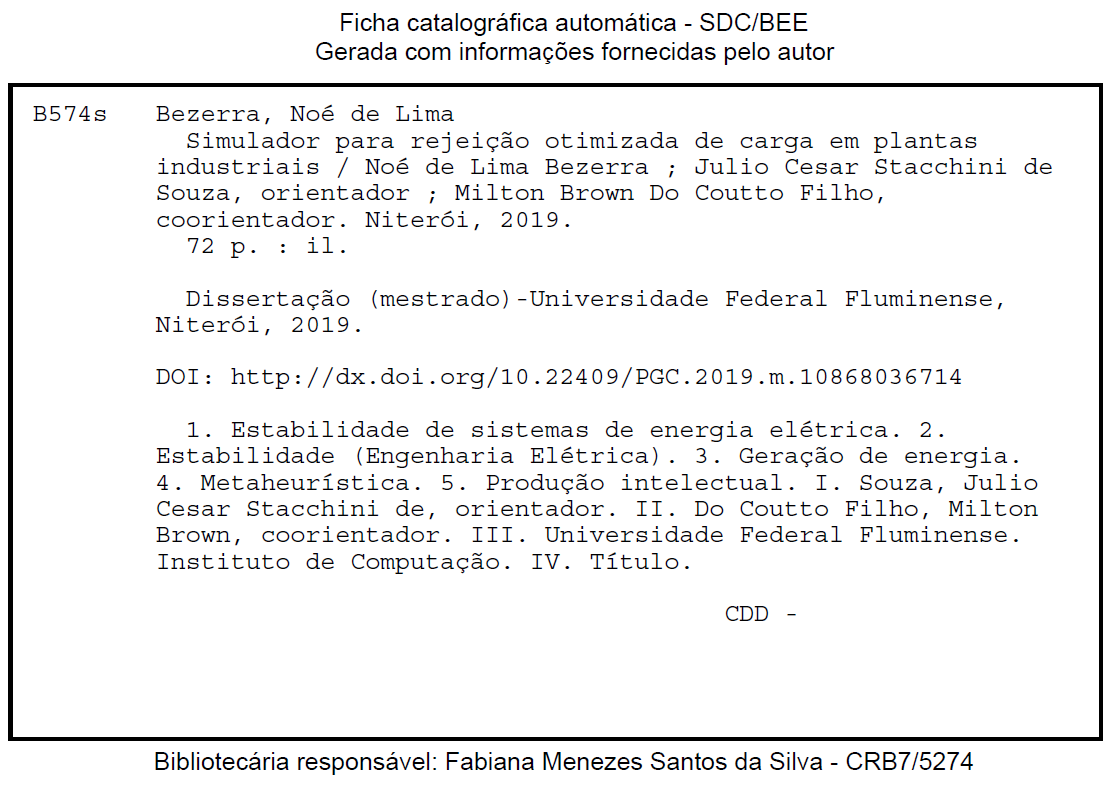 Ficha catalográfica automática - SDC/BEE
Gerada com informações fornecidas pelo autor
B574s Bezerra, Noé de Lima
Simulador para rejeição otimizada de carga em plantas
industriais / Noé de Lima Bezerra ; Julio Cesar Stacchini de
Souza, orientador ; Milton Brown Do Coutto Filho,
coorientador. Niterói, 2019.
72 p. : il.
Dissertação (mestrado)-Universidade Federal Fluminense,
Niterói, 2019.
DOI: http://dx.doi.org/10.22409/PGC.2019.m.10868036714
1. Estabilidade de sistemas de energia elétrica. 2.
Estabilidade (Engenharia Elétrica). 3. Geração de energia.
4. Metaheurística. 5. Produção intelectual. I. Souza, Julio
Cesar Stacchini de, orientador. II. Do Coutto Filho, Milton
Brown, coorientador. III. Universidade Federal Fluminense.
Instituto de Computação. IV. Título.
CDD -
Bibliotecária responsável: Fabiana Menezes Santos da Silva - CRB7/5274